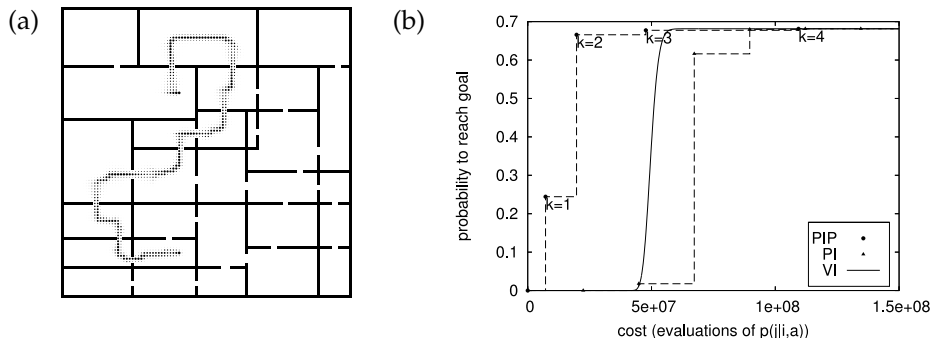 (a)
(b)
probability to reach goal
0.7
0.6
0.5
0.4
0.3
0.2
0.1
0
k=1
k=2
k=3
k=4
PIP
PI
VI
0
5e+07
1e+08
1.5e+08
cost (evaluations of p(j|i,a))